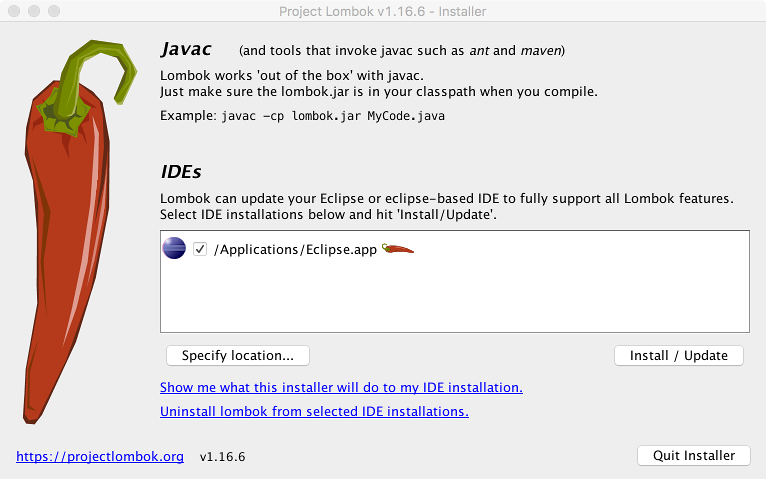 Project Lombok v1.16.6 - Installer
Javac (and tools that invoke javac such as ant and maven)
Lombok works 'out of the box' with javac.
Just make sure the lombok.jar is in your classpath when you compile.
Example: javac -cp lombok.jar MyCode.java
IDEs
Lombok can update your Eclipse or eclipse-based IDE to fully support all Lombok features.
Select IDE installations below and hit 'Install/Update'.
/Applications/Eclipse.app
Specify location... Install / Update
Show me what this installer will do to my IDE installation.
Uninstall lombok from selected IDE installations.
https://projectlombok.org v1.16.6 Quit Installer